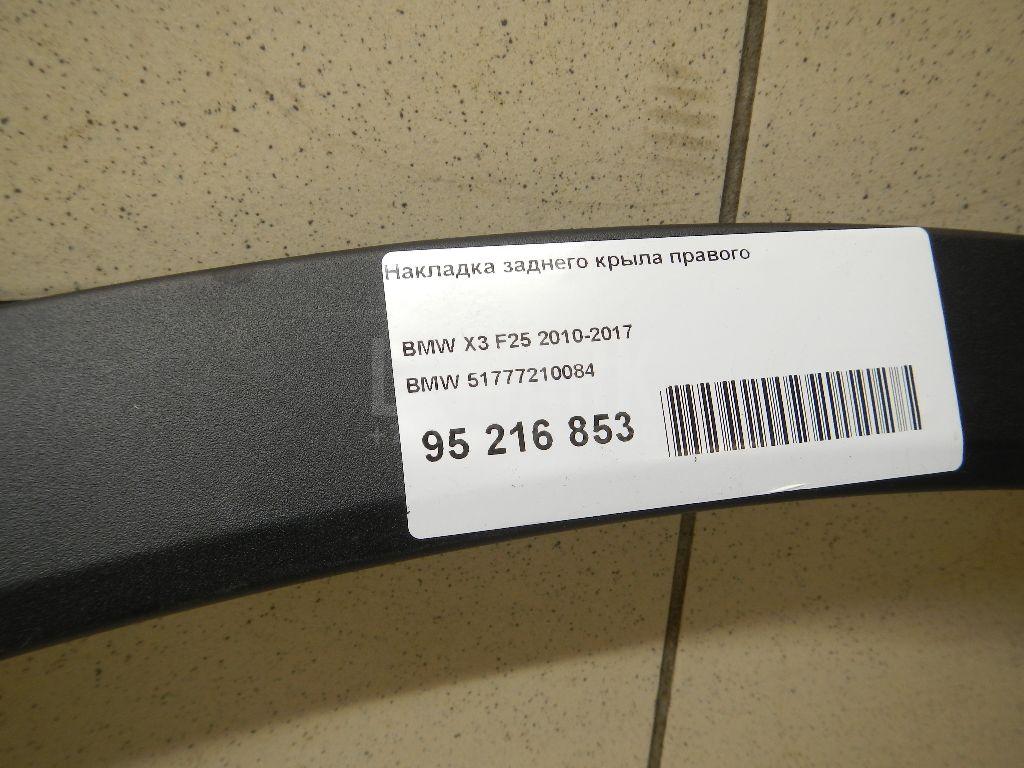 Накладка заднего крыла правого
BMW X3 F25 2010-2017
BMW 51777210084
95 216 853